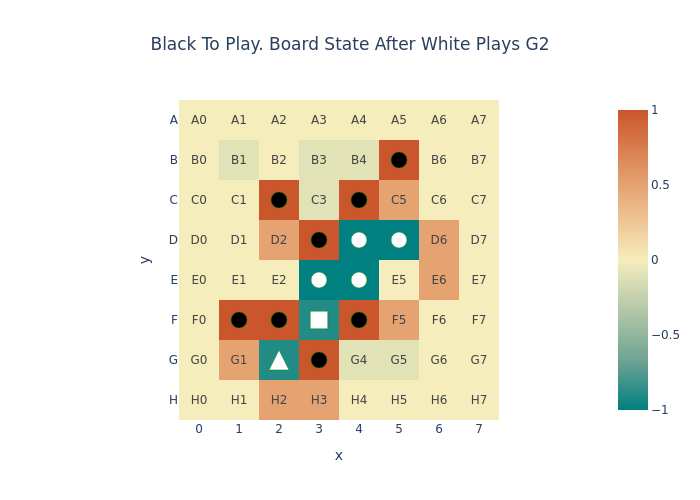 Black To Play. Board State After White Plays G2
A A0 A1 A2 A3 A4 A5 A6 A7
B B0 B1 B2 B3 B4 B6 B7
C C0 C1 C3 C5 C6 C7
D D0 D1 D2 D6 D7
E E0 E1 E2 E5 E6 E7
F F0 F5 F6 F7
G G0 G1 G4 G5 G6 G7
H H0 H1 H2 H3 H4 H5 H6 H7
0 1 2 3 4 5 6 7
x
y
1
0.5
0
−0.5
−1